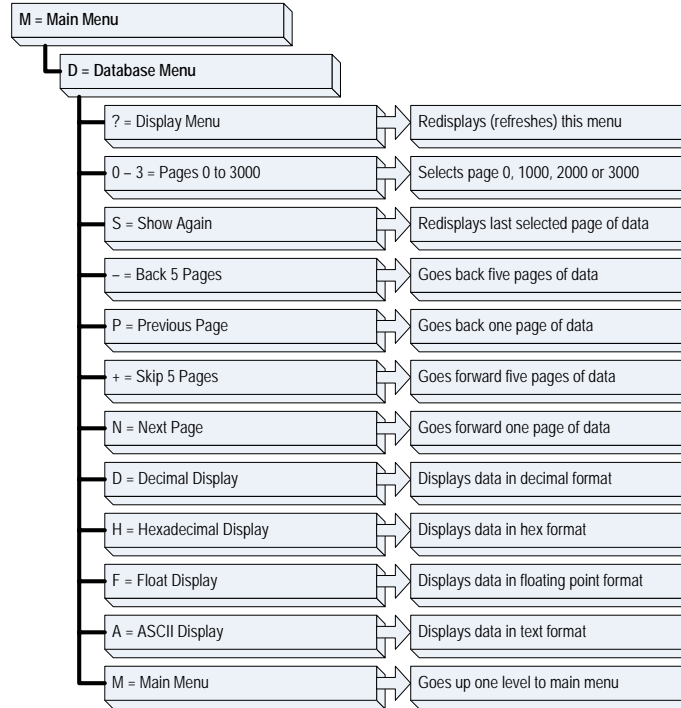 M = Main Menu
D = Database Menu
? = Display Menu
Redisplays (refreshes) this menu
0 – 3 = Pages 0 to 3000
Selects page 0, 1000, 2000 or 3000
S = Show Again
Redisplays last selected page of data
– = Back 5 Pages
Goes back five pages of data
P = Previous Page
Goes back one page of data
+ = Skip 5 Pages
Goes forward five pages of data
N = Next Page
Goes forward one page of data
D = Decimal Display
Displays data in decimal format
H = Hexadecimal Display
Displays data in hex format
F = Float Display
Displays data in floating point format
A = ASCII Display
Displays data in text format
M = Main Menu
Goes up one level to main menu